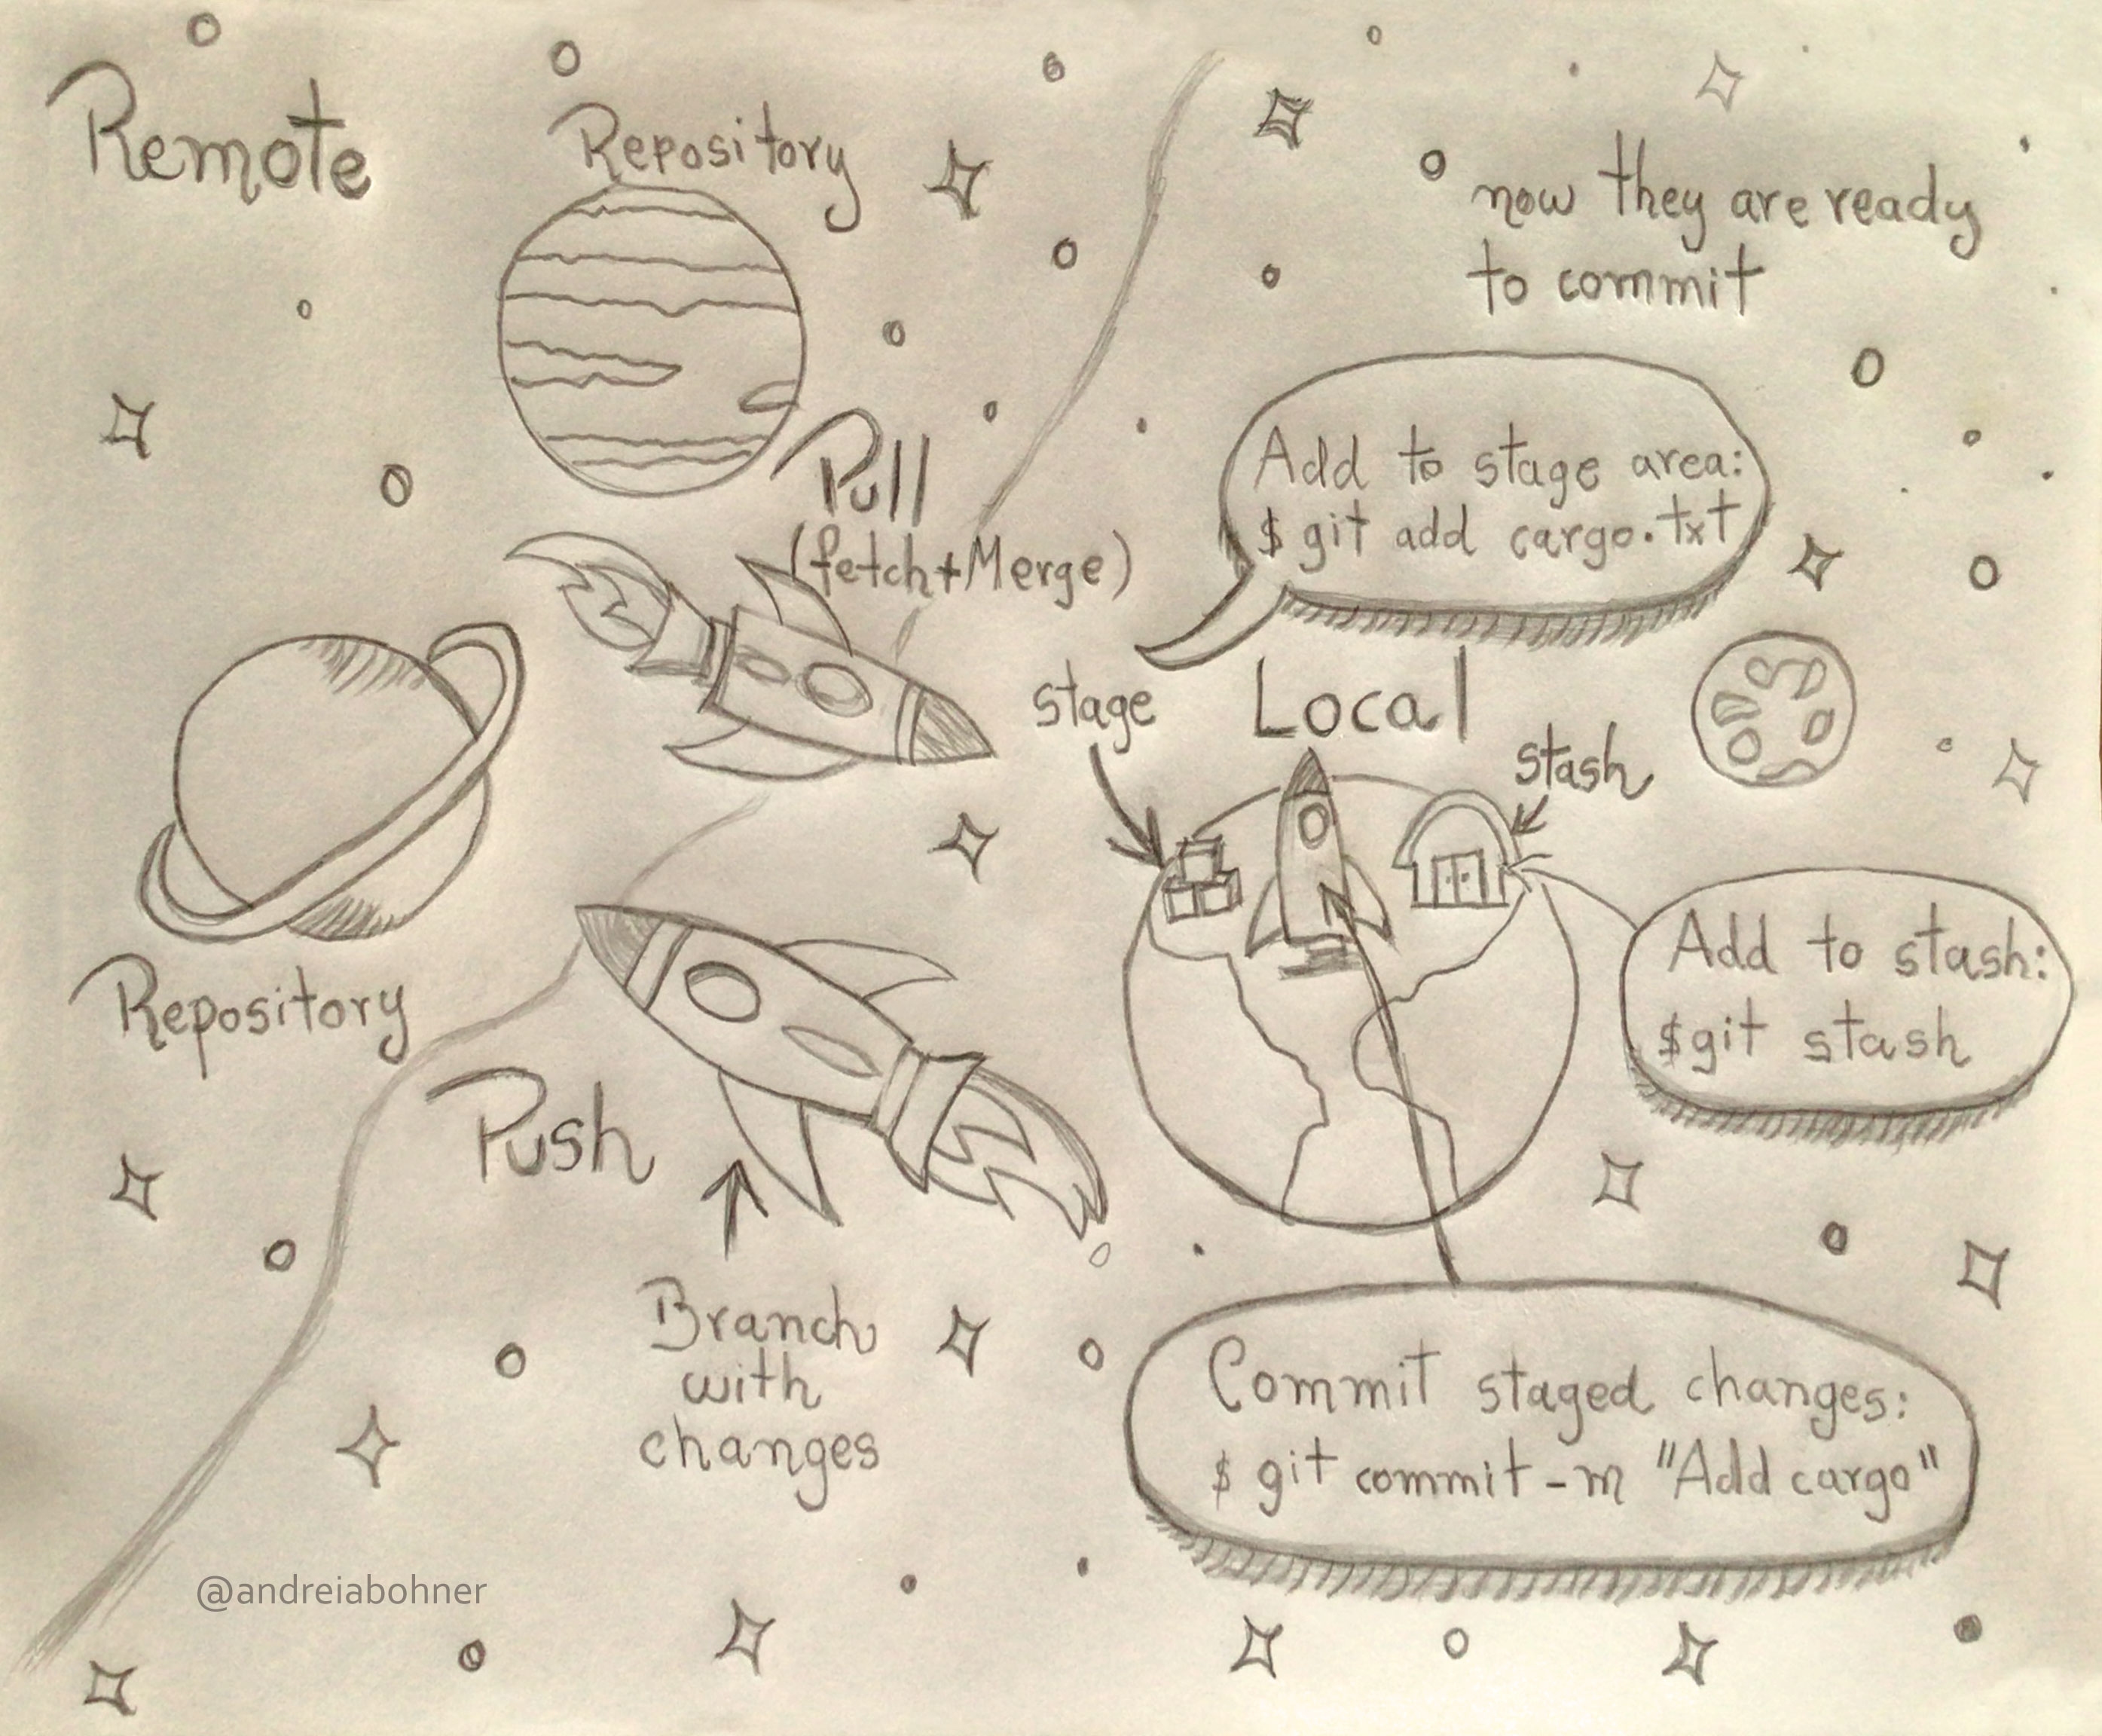 Remote
Repository
now they are ready
to commit
Pull
(fetch+Merge)
Add to stage area:
$ git add cargo.txt
stage
Local
stash
Add to stash:
$git stash
Repository
Push
Branch
with
changes
Commit staged changes:
$ git commit -m "Add cargo"
@andreiabohner